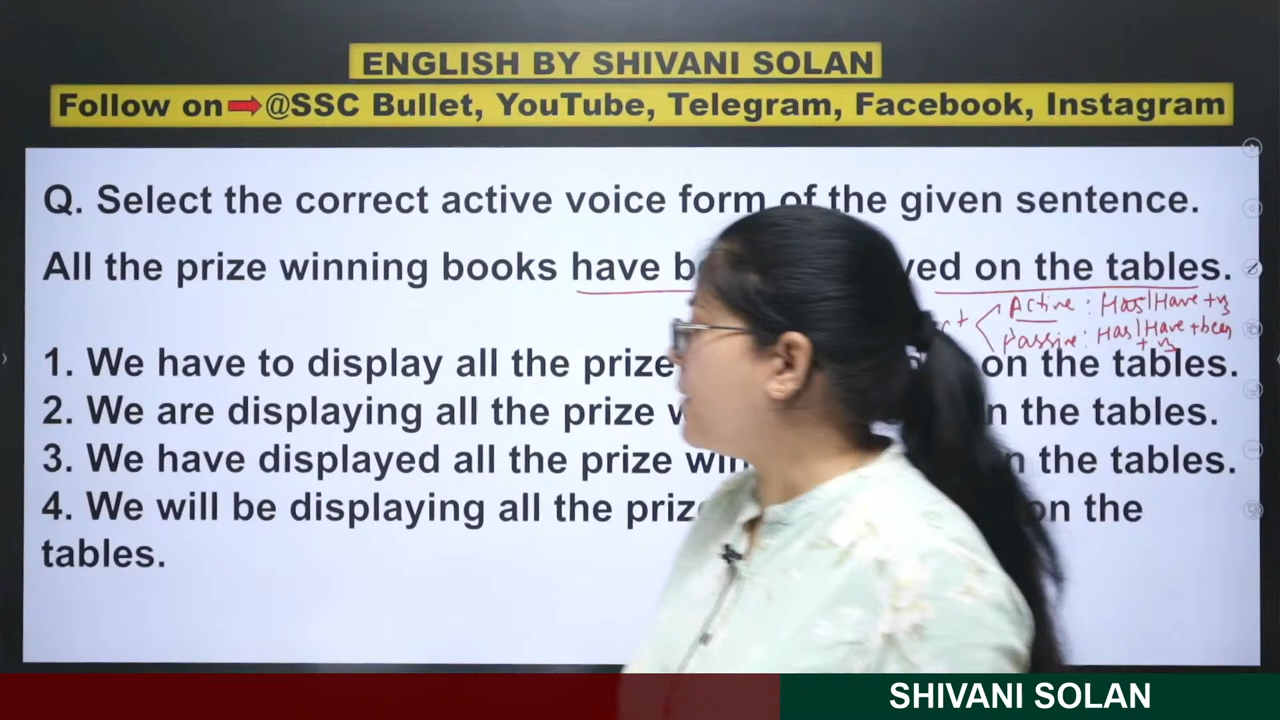 ENGLISH BY SHIVANI SOLAN
Follow on➡@SSC Bullet, YouTube, Telegram, Facebook, Instagram
Q. Select the correct active voice form of the given sentence.
All the prize winning books have on the tables.
Active : Has/Have + v3
Passive : Has/Have + been
+ v3
1. We have to display all the prize on the tables.
2. We are displaying all the prize the tables.
3. We have displayed all the prize the tables.
4. We will be displaying all the the
tables.
SHIVANI SOLAN